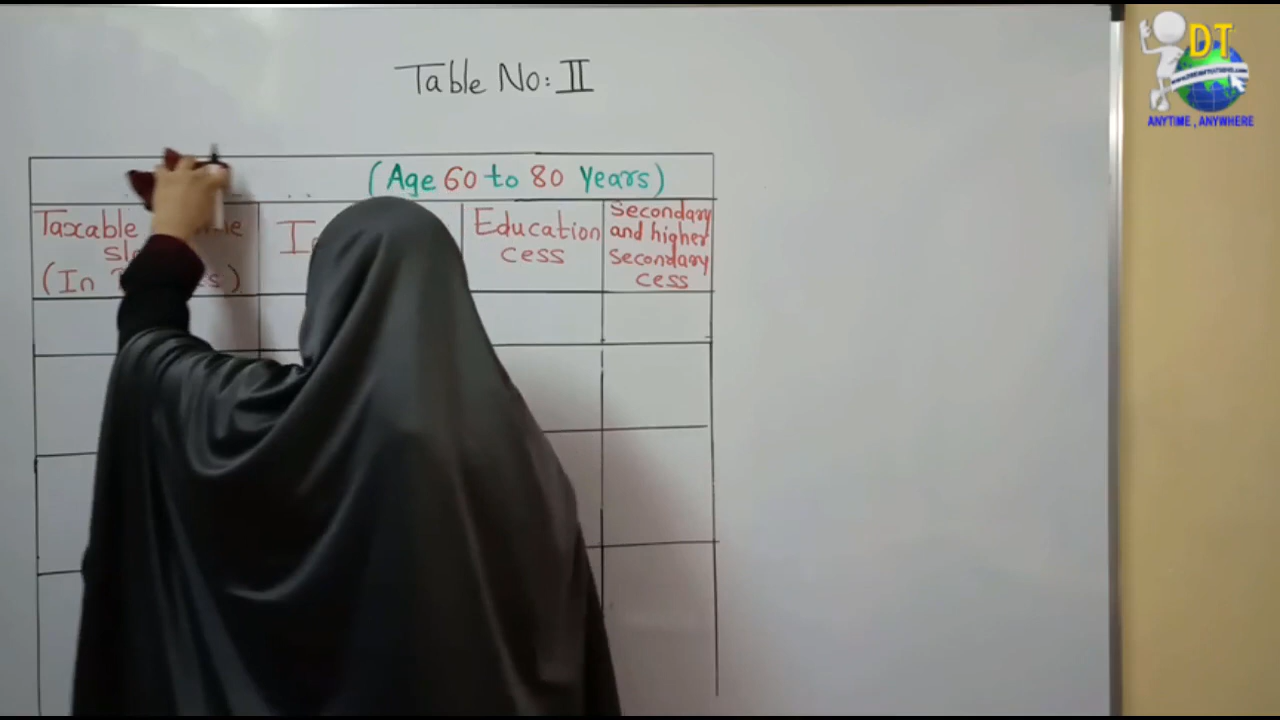 Table No: II
(Age 60 to 80 Years)
Taxable
(In
Education
cess
Secondary
and higher
secondary
cess
DT
ANYTIME , ANYWHERE